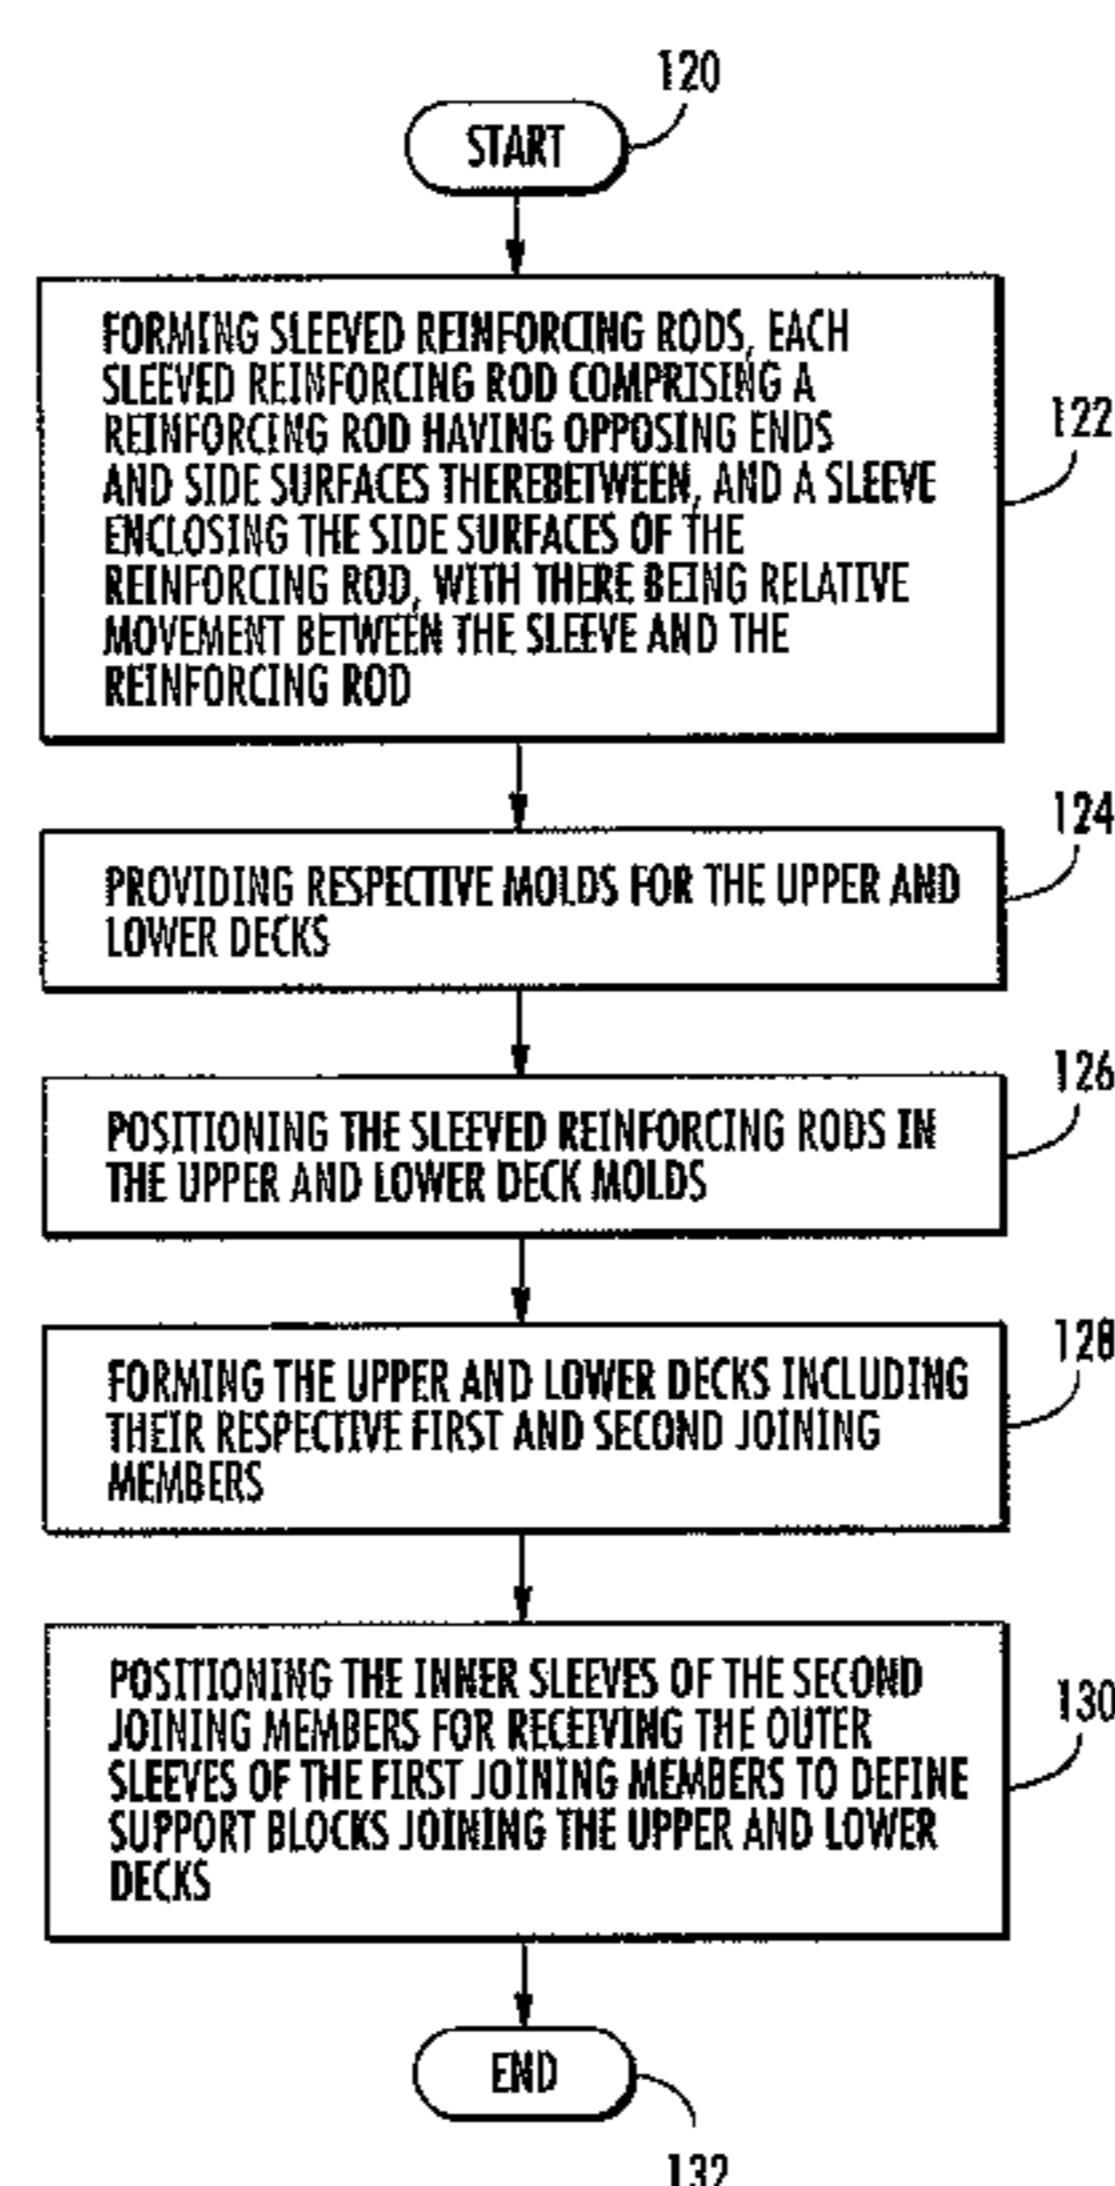 120
START
FORMING SLEEVED REINFORCING RODS, EACH
SLEEVED REINFORCING ROD COMPRISING A
REINFORCING ROD HAVING OPPOSING ENDS
AND SIDE SURFACES THEREBETWEEN, AND A SLEEVE
ENCLOSING THE SIDE SURFACES OF THE
REINFORCING ROD, WITH THERE BEING RELATIVE
MOVEMENT BETWEEN THE SLEEVE AND THE
REINFORCING ROD
122
124
PROVIDING RESPECTIVE MOLDS FOR THE UPPER AND
LOWER DECKS
126
POSITIONING THE SLEEVED REINFORCING RODS IN
THE UPPER AND LOWER DECK MOLDS
128
FORMING THE UPPER AND LOWER DECKS INCLUDING
THEIR RESPECTIVE FIRST AND SECOND JOINING
MEMBERS
130
POSITIONING THE INNER SLEEVES OF THE SECOND
JOINING MEMBERS FOR RECEIVING THE OUTER
SLEEVES OF THE FIRST JOINING MEMBERS TO DEFINE
SUPPORT BLOCKS JOINING THE UPPER AND LOWER
DECKS
END
132